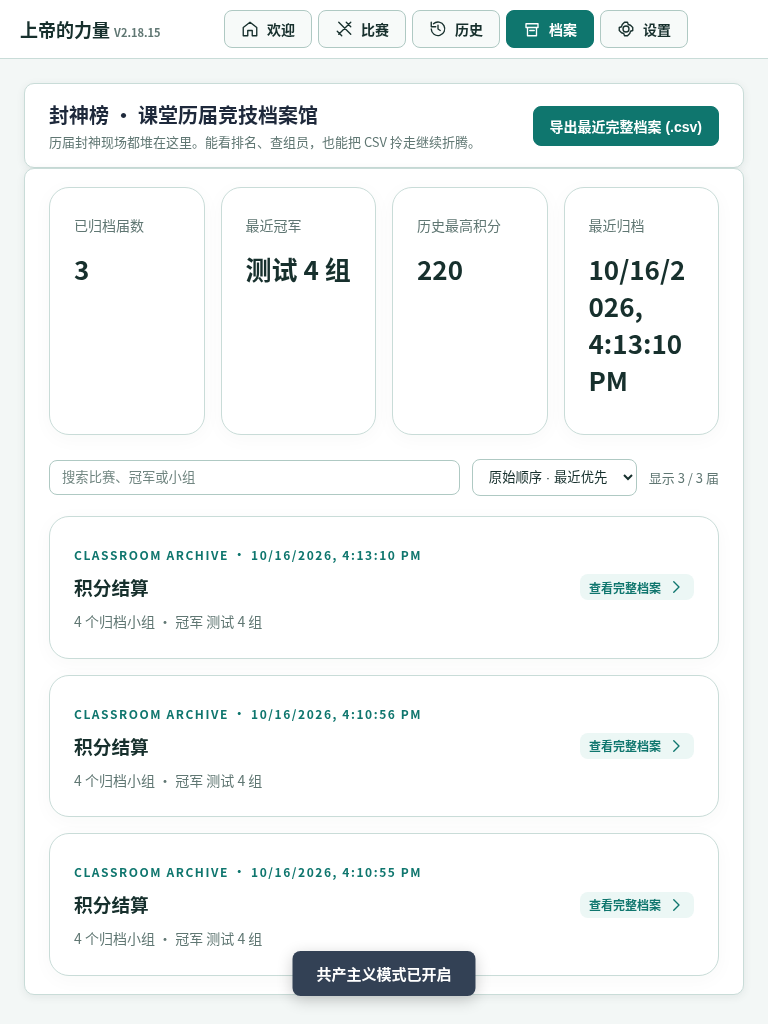 上帝的力量 V2.18.15
欢迎
比赛
历史
档案
设置
封神榜 · 课堂历届竞技档案馆
历届封神现场都堆在这里。能看排名、查组员，也能把 CSV 拎走继续折腾。
导出最近完整档案 (.csv)
已归档届数
3
最近冠军
测试 4 组
历史最高积分
220
最近归档
10/16/2
026,
4:13:10
PM
搜索比赛、冠军或小组
原始顺序 · 最近优先
显示 3 / 3 届
CLASSROOM ARCHIVE · 10/16/2026, 4:13:10 PM
积分结算
4 个归档小组 · 冠军 测试 4 组
查看完整档案
CLASSROOM ARCHIVE · 10/16/2026, 4:10:56 PM
积分结算
4 个归档小组 · 冠军 测试 4 组
查看完整档案
CLASSROOM ARCHIVE · 10/16/2026, 4:10:55 PM
积分结算
4 个归档小组 · 冠军 测试 4 组
查看完整档案
共产主义模式已开启